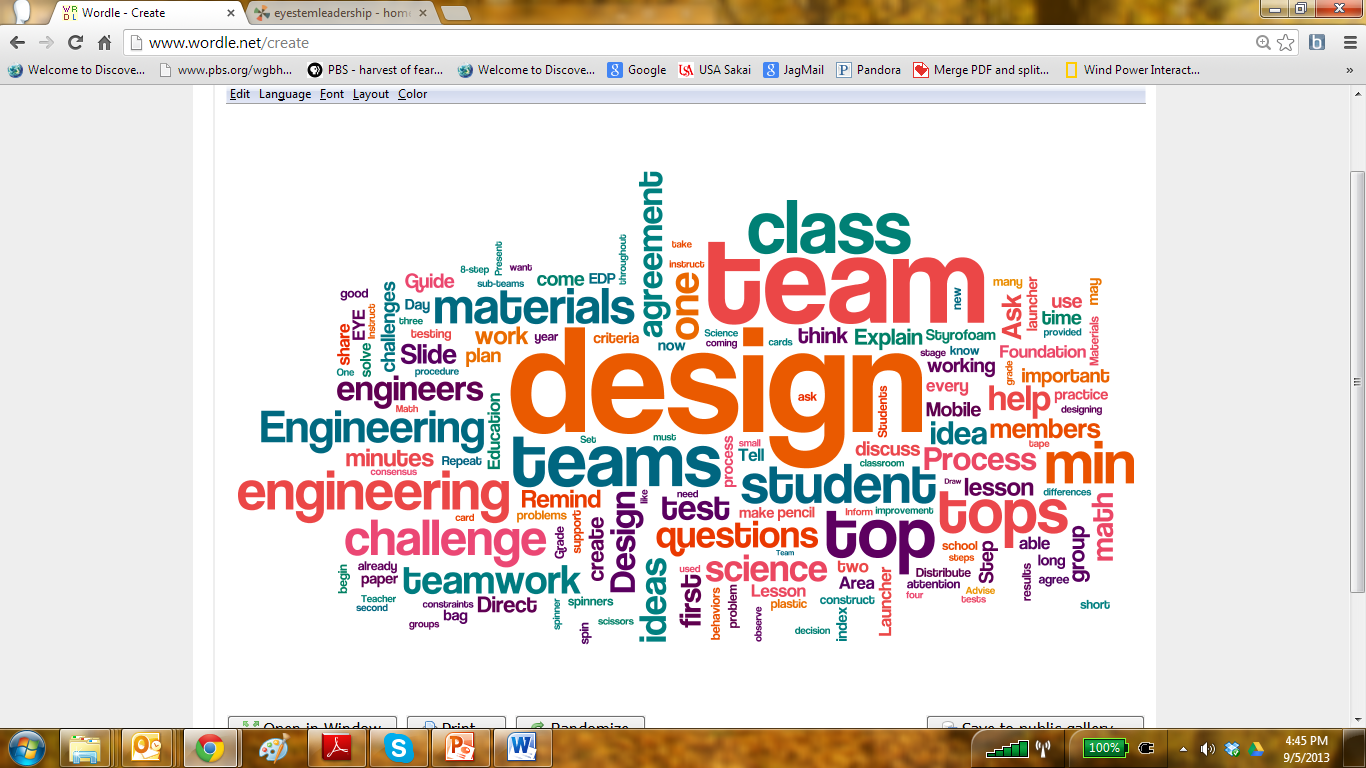 Wordle - Create
eyestemleadership - hom
www.wordle.net/create
Welcome to Discove... www.pbs.org/wgbh... PBS - harvest of fear... Welcome to Discove... Google USA Sakai JagMail Pandora Merge PDF and split... Wind Power Interact... »
Edit Language Font Layout Color
class
team
agreement
take
instruct
one
now
throughout
Present
8-step
want
sub-teams
come
EDP
Guide
good
EYE
Instruct
challenges
Day
three
materials
testing
work
year
criteria
share
solve
One
Slide
plan
procedure
engineers
Math
Science
coming
cards
think
Explain
Styrofoam
new
many
Ask
launcher
use
time
provided
may
Materials
stage
know
Foundation
working
grade
important
every
help
practice
designing
Mobile
Students
design
ask
Engineering
Education
Set
must
teams
process
small
Tell
discuss
classroom
idea
members
tape
Process
min
minutes
consensus
Repeat
engineering
card
Remind
problems
like
need
test
student
make
pencil
Draw
lesson
differences
tops
math
Inform
improvement
top
challenge
Grade
support
create
Design
questions
Team
school
steps
Step
able
long
agree
group
results
begin
already
paper
teamwork
Teacher
second
constraints
Direct
bag
groups
spinner
spinners
spin
scissors
ideas
used
first
science
behaviors
problem
Lesson
plastic
observe
two
Area
construct
decision
index
Launcher
Distribute
attention
four
Advise
tests
short
Open in Window Print... Randomize Save to public gallery...
100%
4:45 PM
9/5/2013